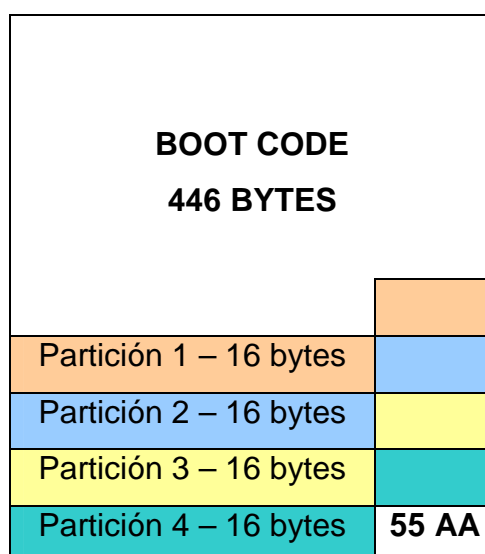 BOOT CODE
446 BYTES
Partición 1 – 16 bytes
Partición 2 – 16 bytes
Partición 3 – 16 bytes
Partición 4 – 16 bytes 55 AA